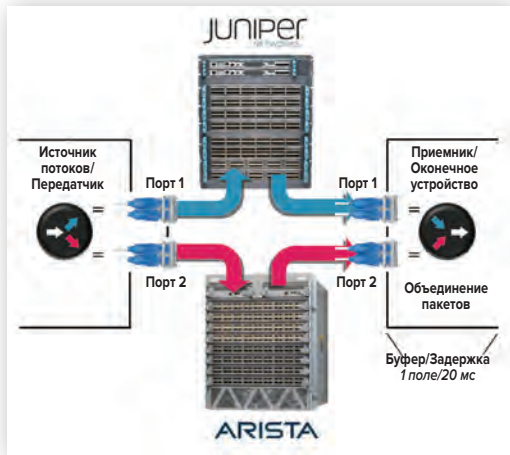 JUNIPER
NETWORKS
Источник
потоков/
Передатчик
Порт 1
Порт 1
Приемник/
Оконечное
устройство
=
=
Порт 2
Порт 2
Объединение
пакетов
Буфер/Задержка
1 поле/20 мс
ARISTA